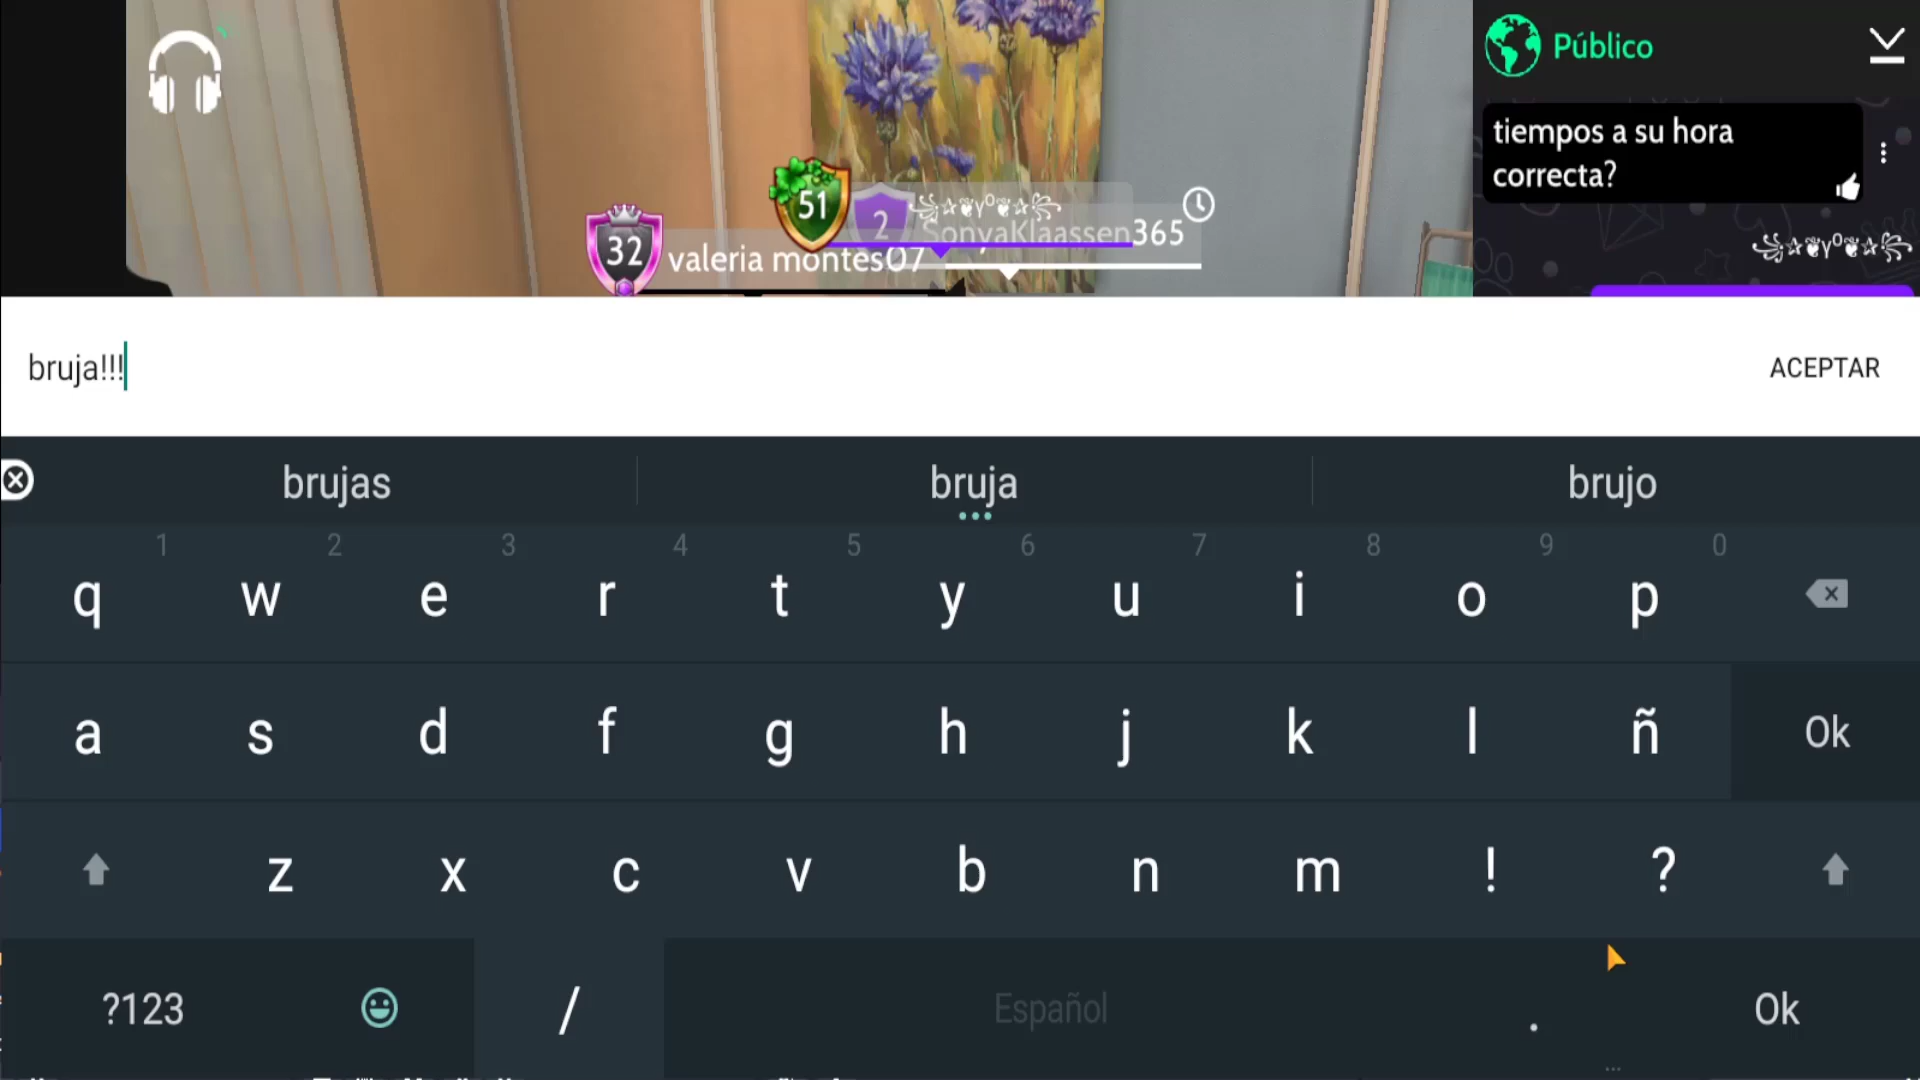 Público
tiempos a su hora
correcta?
51
2
SonyaKlaassen365
32
valeria montes07
bruja!!!
ACEPTAR
brujas bruja brujo
1 2 3 4 5 6 7 8 9 0
q w e r t y u i o p
a s d f g h j k l ñ Ok
z x c v b n m ! ?
?123 / Español . Ok